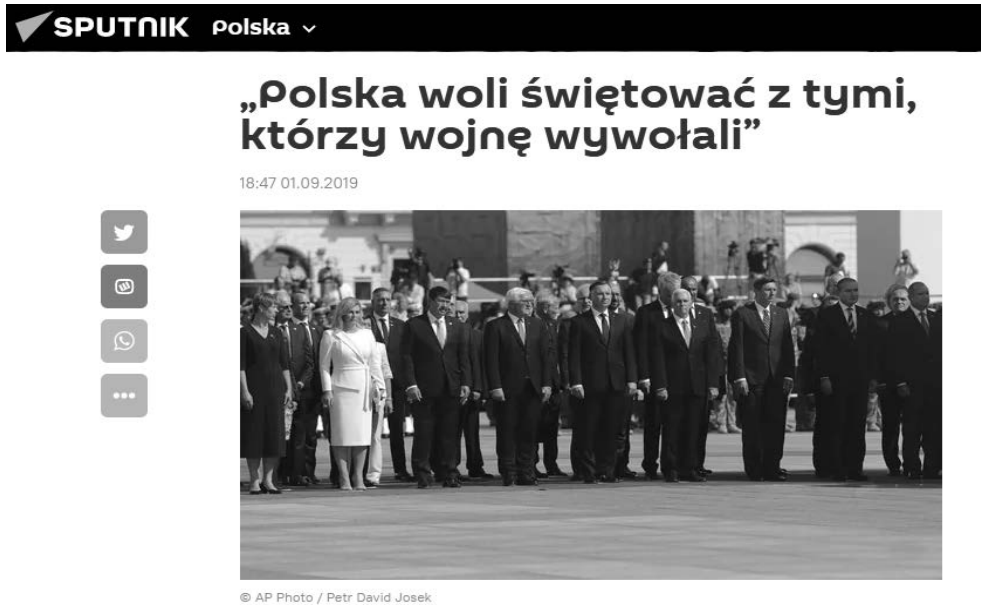 SPUTNIK Polska
„Polska woli świętować z tymi,
którzy wojnę wywołali”
18:47 01.09.2019
© AP Photo / Petr David Josek